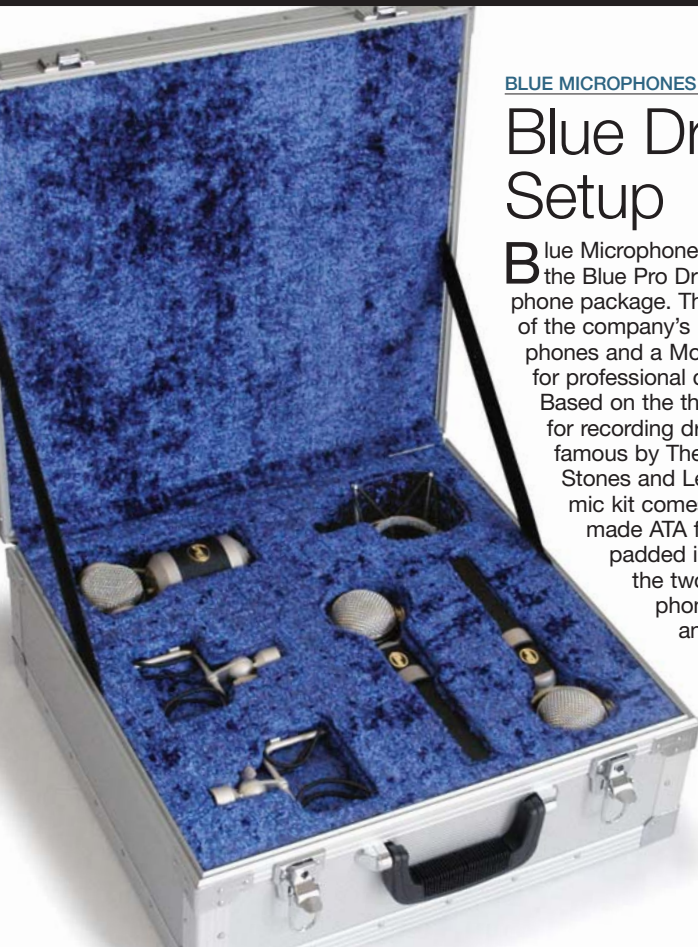 BLUE MICROPHONES
Blue Dr
Setup
Blue Microphone
the Blue Pro Dr
phone package. Th
of the company's
phones and a Mo
for professional
Based on the th
for recording dr
famous by The
Stones and Le
mic kit come
made ATA
padded i
the two
phon
an